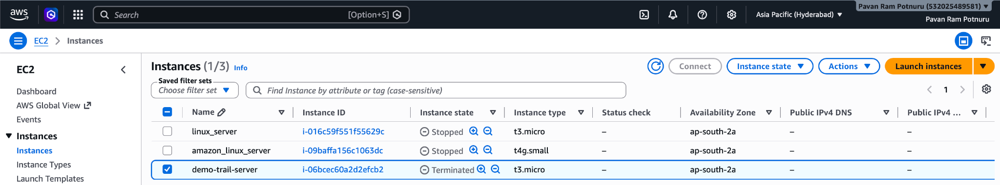 aws
Search [Option+S]
Asia Pacific (Hyderabad)
Pavan Ram Potnuru (532025489581)
Pavan Ram Potnuru
EC2 Instances
EC2
Dashboard
AWS Global View
Events
Instances
Instances
Instance Types
Launch Templates
Instances (1/3) Info
Connect Instance state Actions Launch instances
Saved filter sets
Choose filter set Find Instance by attribute or tag (case-sensitive) 1
Name Instance ID Instance state Instance type Status check Availability Zone Public IPv4 DNS Public IPv4 ...
linux_server i-016c59f551f55629c Stopped t3.micro – ap-south-2a – –
amazon_linux_server i-09baffa156c1063dc Stopped t4g.small – ap-south-2a – –
demo-trail-server i-06bcec60a2d2efcb2 Terminated t3.micro – ap-south-2a – –